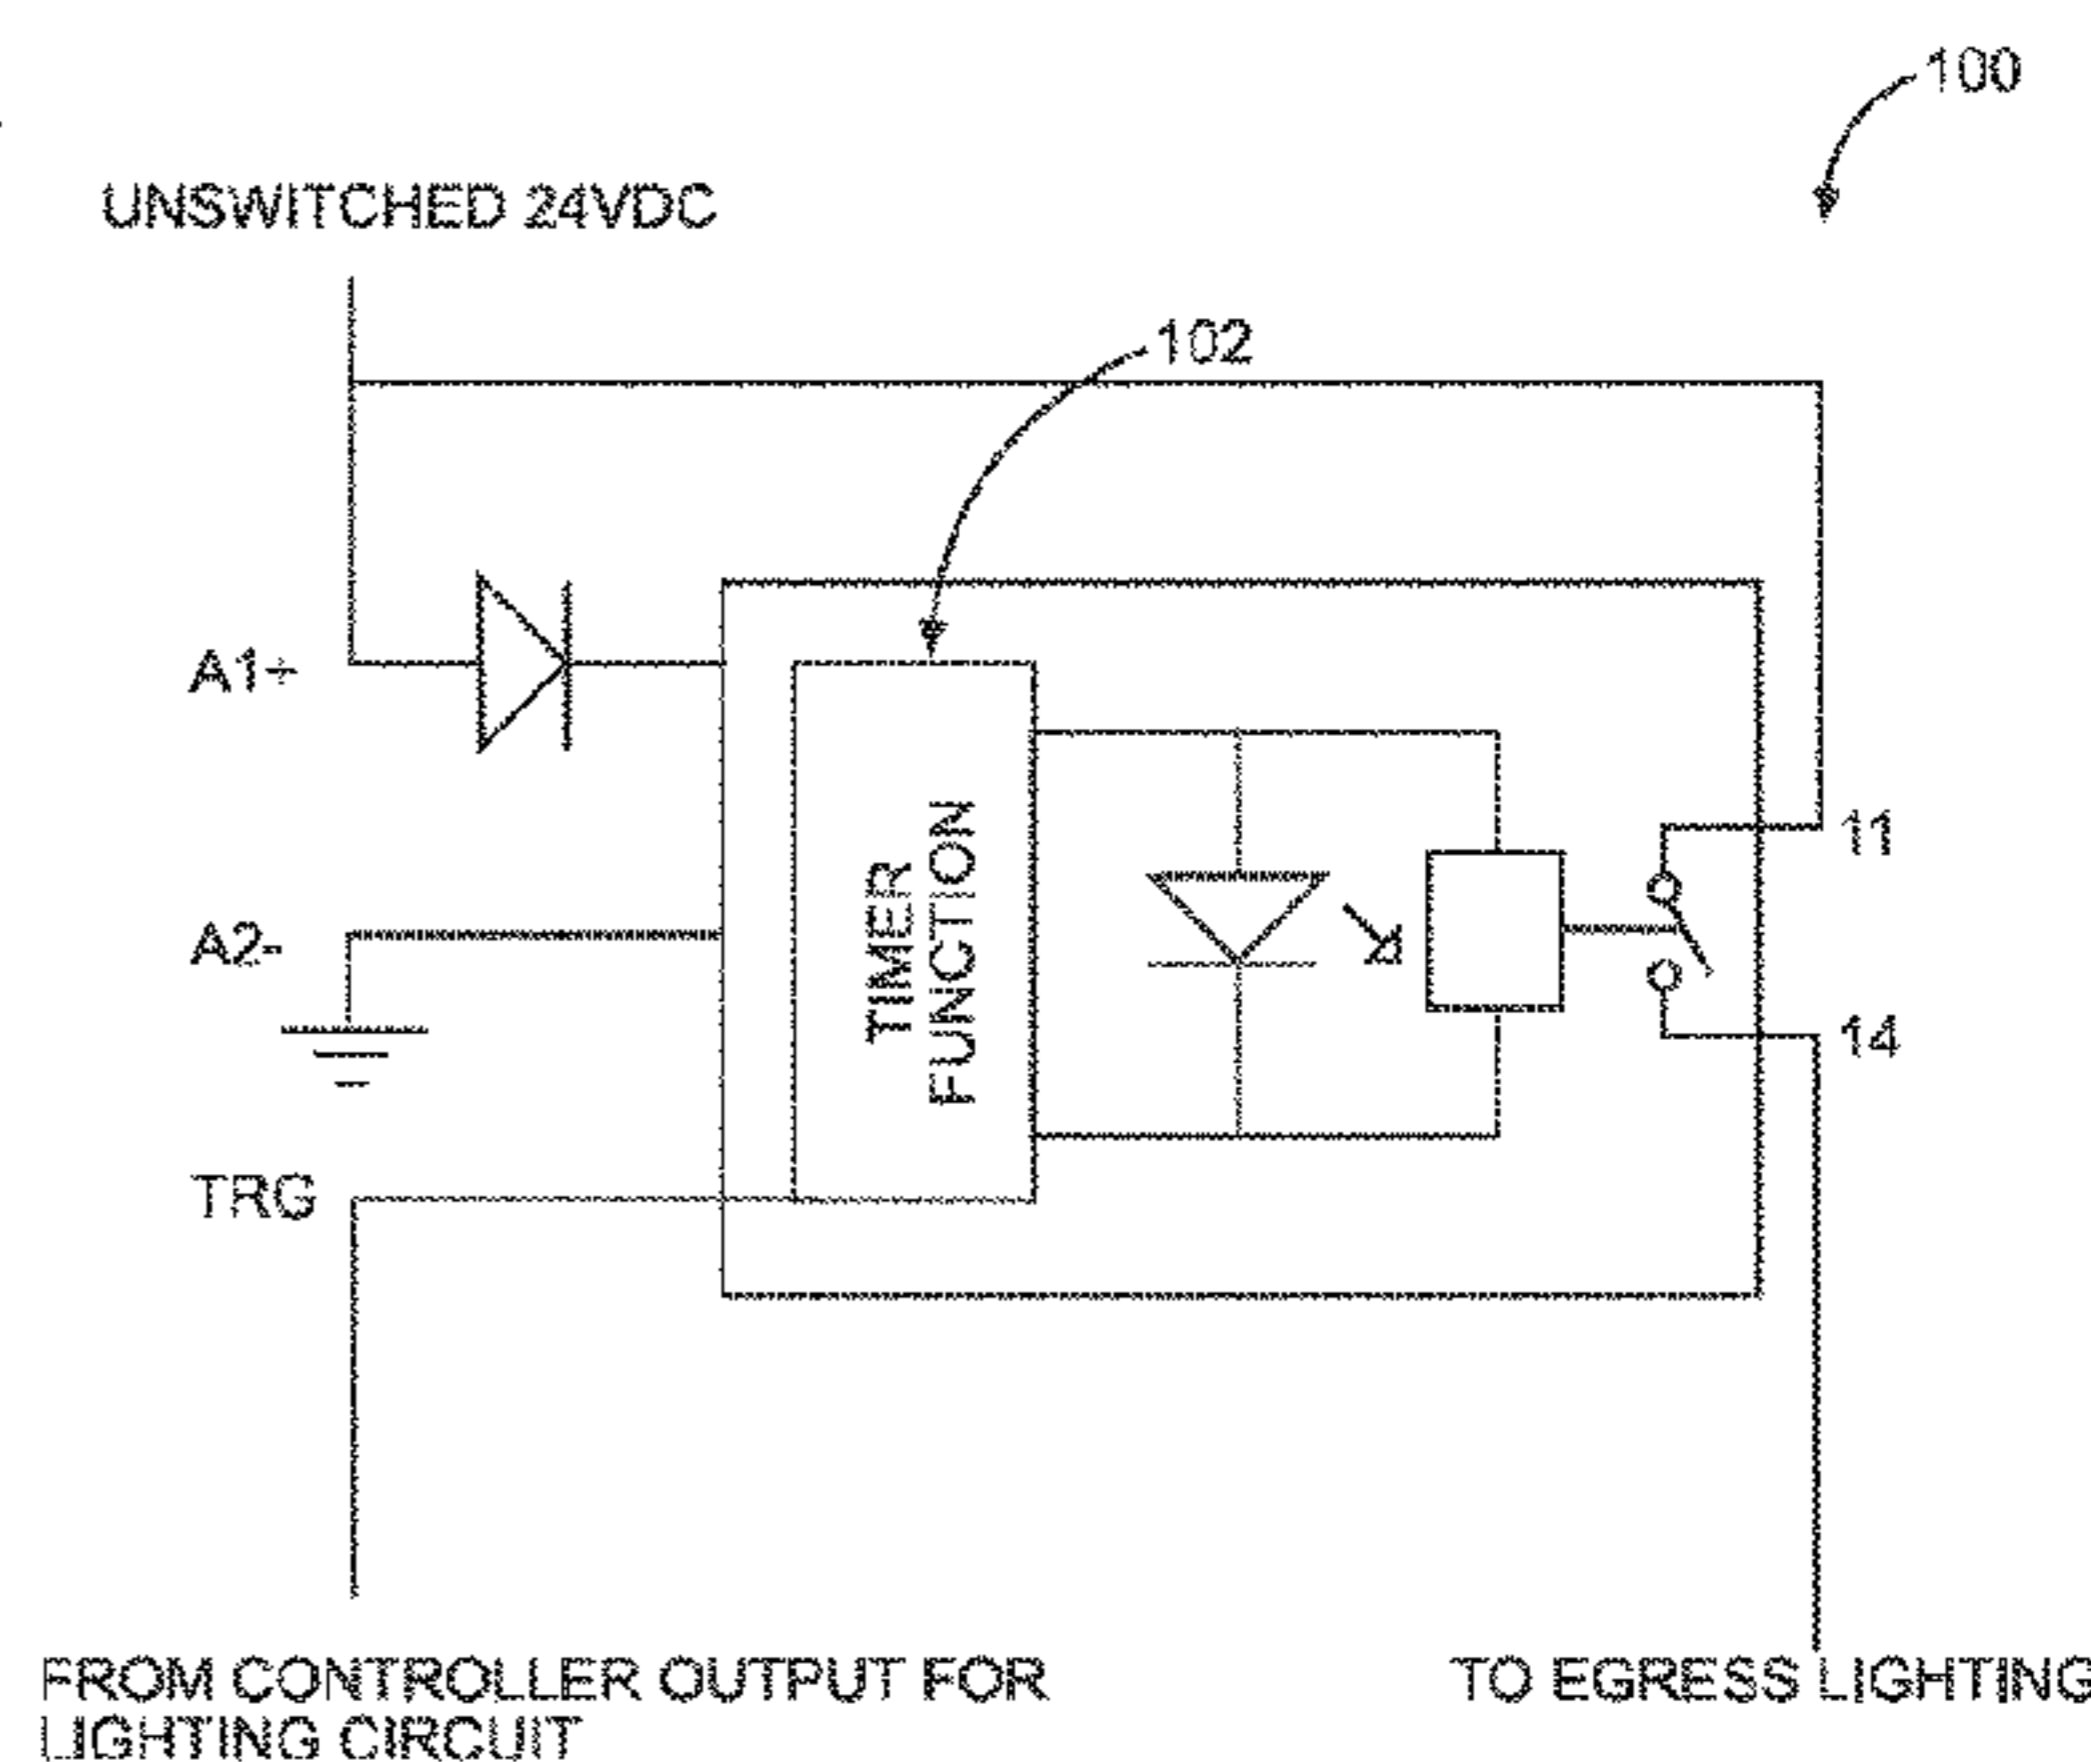 100
UNSWITCHED 24VDC
102
A1+
TIMER
FUNCTION
11
A2-
14
TRG
FROM CONTROLLER OUTPUT FOR
LIGHTING CIRCUIT
TO EGRESS LIGHTING